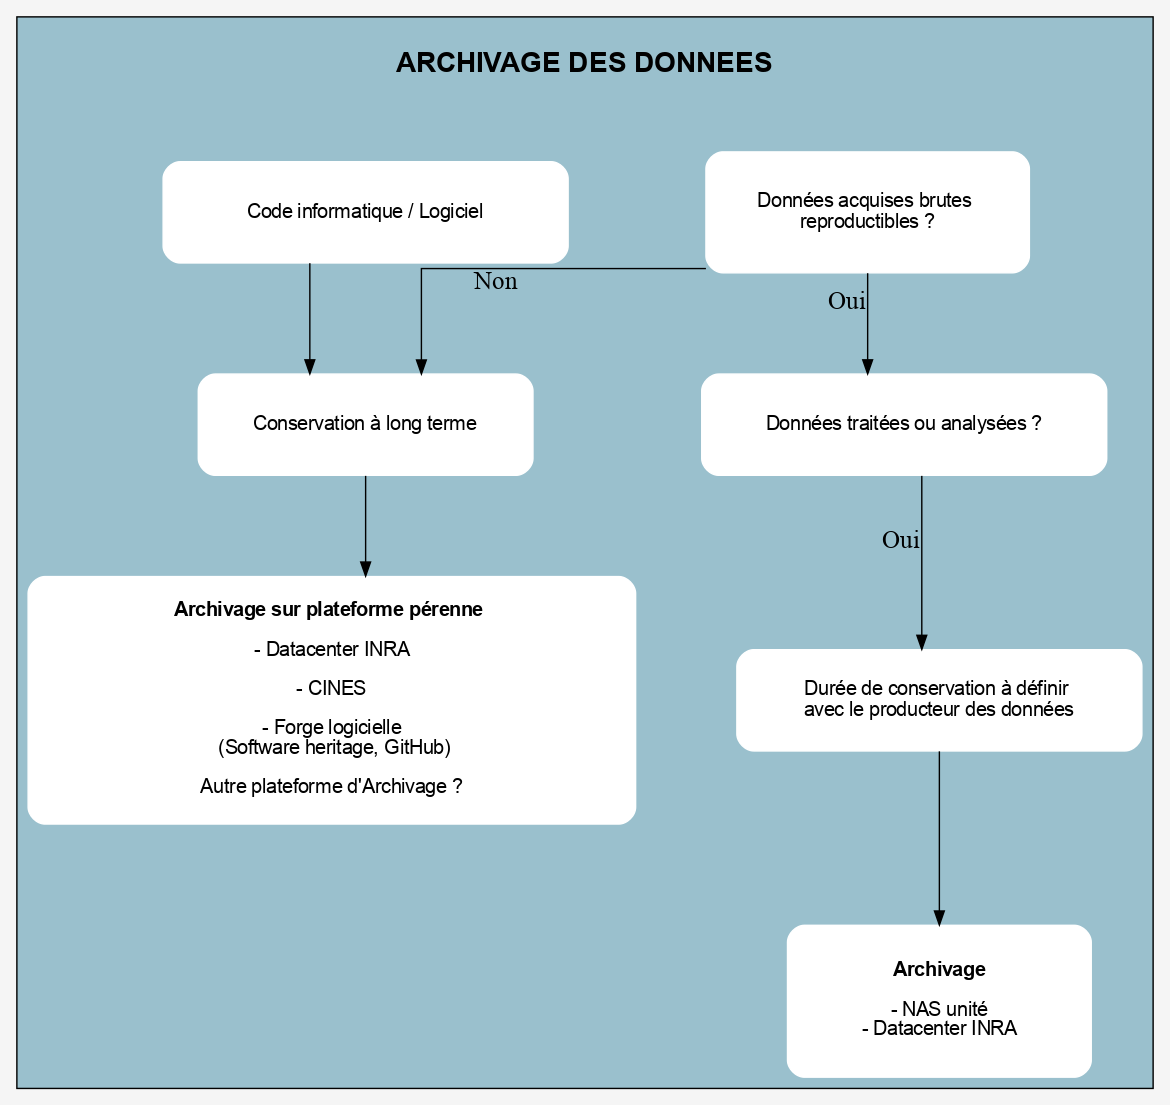 ARCHIVAGE DES DONNEES
Code informatique / Logiciel
Données acquises brutes
reproductibles ?
Non
Oui
Conservation à long terme
Données traitées ou analysées ?
Oui
Archivage sur plateforme pérenne
- Datacenter INRA
- CINES
- Forge logicielle
(Software heritage, GitHub)
Autre plateforme d'Archivage ?
Durée de conservation à définir
avec le producteur des données
Archivage
- NAS unité
- Datacenter INRA